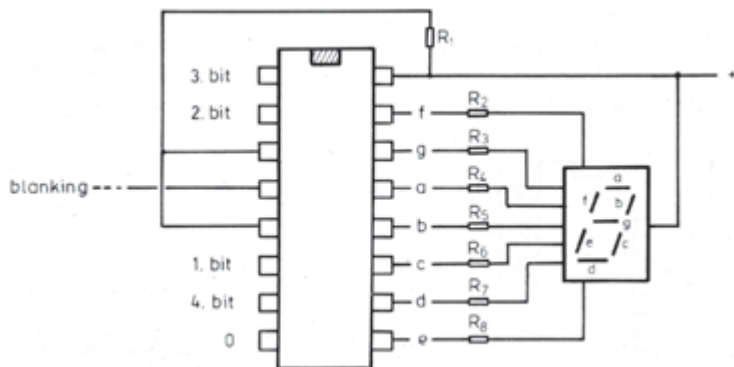 R1
3. bit
+
2. bit
f
R2
g
R3
blanking
a
R4
b
R5
1. bit
c
R6
4. bit
d
R7
0
e
R8
a
f
b
g
e
c
d